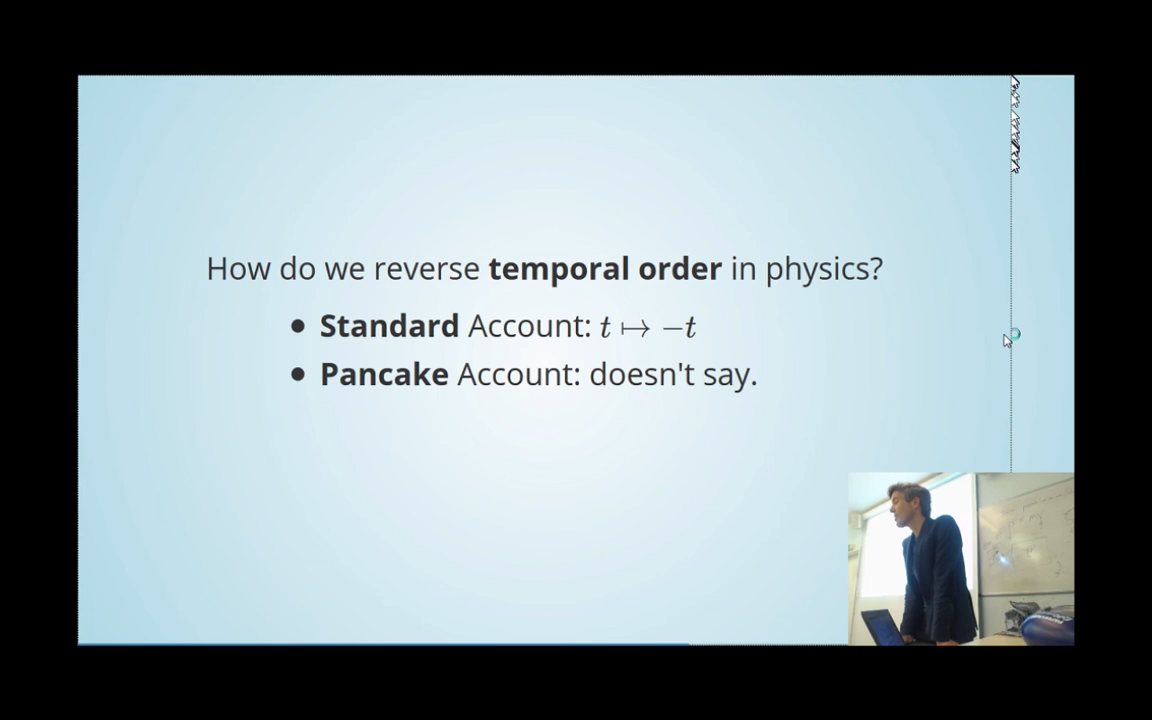 How do we reverse temporal order in physics?
• Standard Account: t ↦ −t
• Pancake Account: doesn't say.